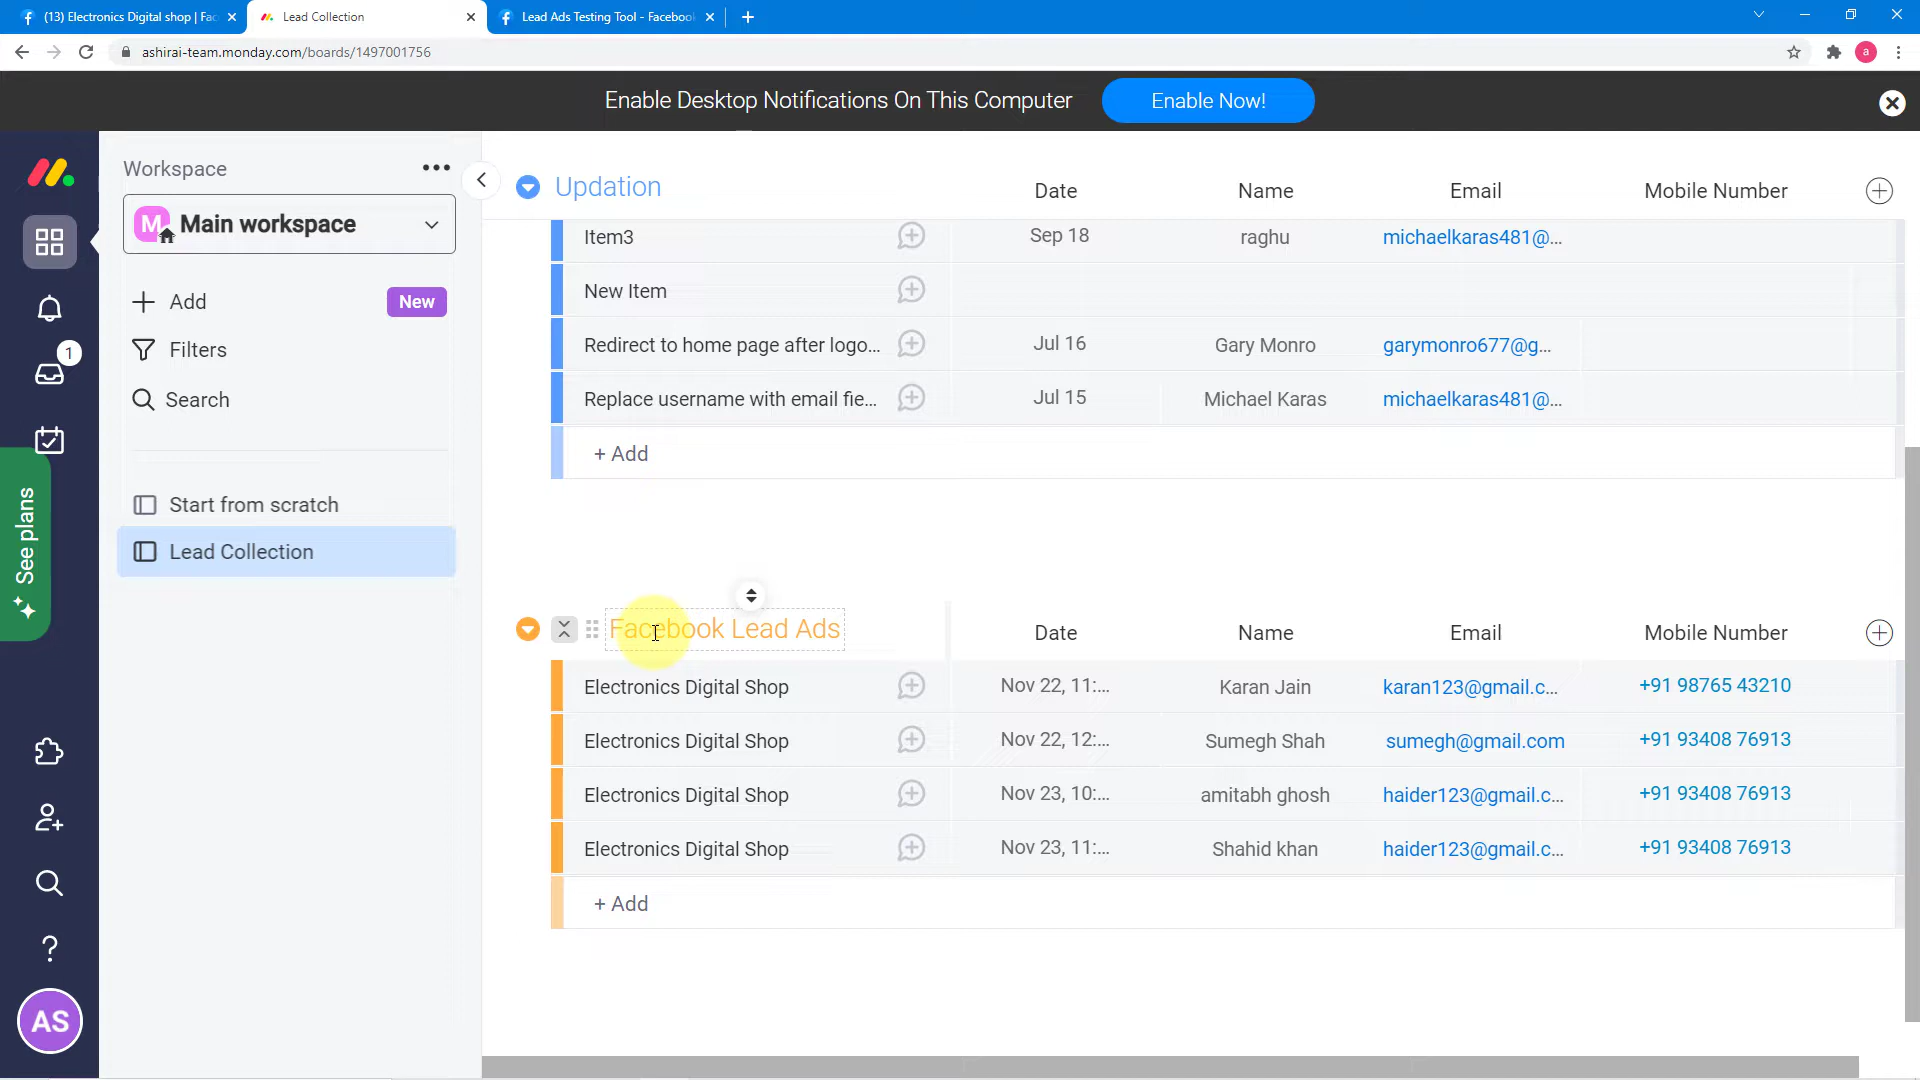 (13) Electronics Digital shop | Fac
Lead Collection
Lead Ads Testing Tool - Facebook
ashirai-team.monday.com/boards/1497001756
a
Enable Desktop Notifications On This Computer
Enable Now!
Workspace
M Main workspace
Add
New
Filters
Search
Start from scratch
Lead Collection
1
See plans
AS
Updation
Date
Name
Email
Mobile Number
Item3
Sep 18
raghu
michaelkaras481@...
New Item
Redirect to home page after logo...
Jul 16
Gary Monro
garymonro677@g...
Replace username with email fie...
Jul 15
Michael Karas
michaelkaras481@...
+ Add
Facebook Lead Ads
Date
Name
Email
Mobile Number
Electronics Digital Shop
Nov 22, 11:...
Karan Jain
karan123@gmail.c...
+91 98765 43210
Electronics Digital Shop
Nov 22, 12:...
Sumegh Shah
sumegh@gmail.com
+91 93408 76913
Electronics Digital Shop
Nov 23, 10:...
amitabh ghosh
haider123@gmail.c...
+91 93408 76913
Electronics Digital Shop
Nov 23, 11:...
Shahid khan
haider123@gmail.c...
+91 93408 76913
+ Add